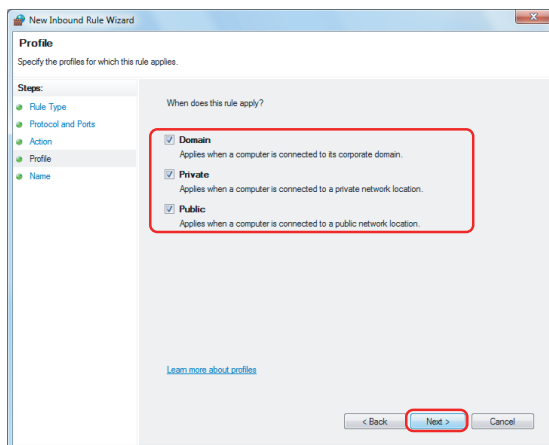 New Inbound Rule Wizard
Profile
Specify the profiles for which this rule applies.
Steps:
Rule Type
Protocol and Ports
Action
Profile
Name
When does this rule apply?
Domain
Applies when a computer is connected to its corporate domain.
Private
Applies when a computer is connected to a private network location.
Public
Applies when a computer is connected to a public network location.
Learn more about profiles
< Back
Next >
Cancel